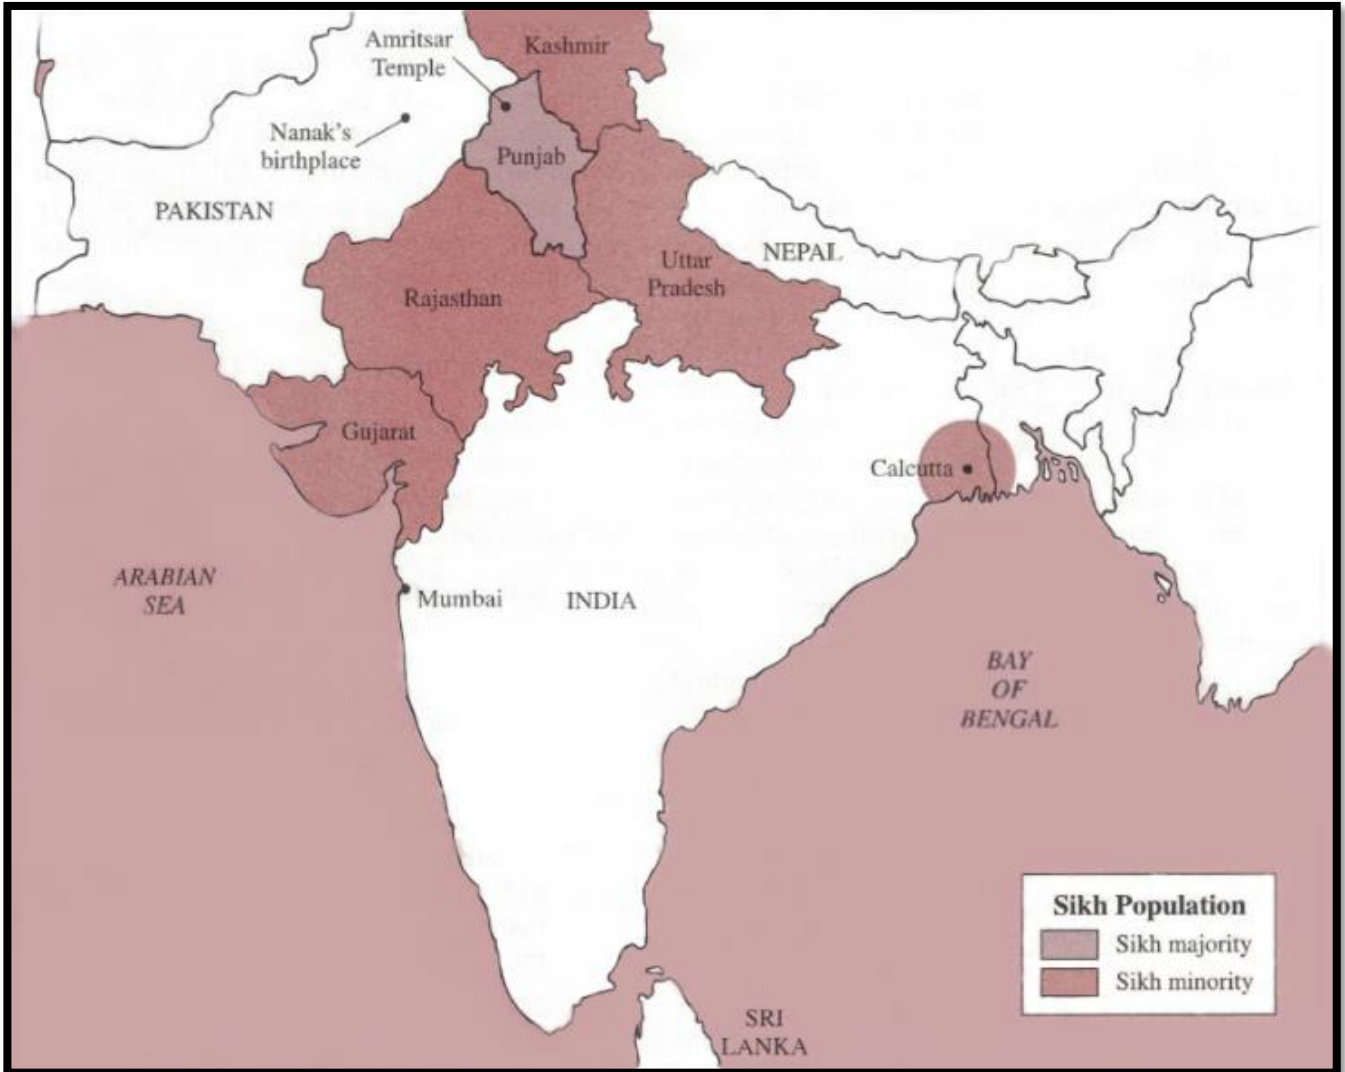 Amritsar
Temple
Kashmir
Nanak's
birthplace
Punjab
PAKISTAN
NEPAL
Uttar
Pradesh
Rajasthan
Gujarat
Calcutta
ARABIAN
SEA
Mumbai
INDIA
BAY
OF
BENGAL
Sikh Population
Sikh majority
Sikh minority
SRI
LANKA